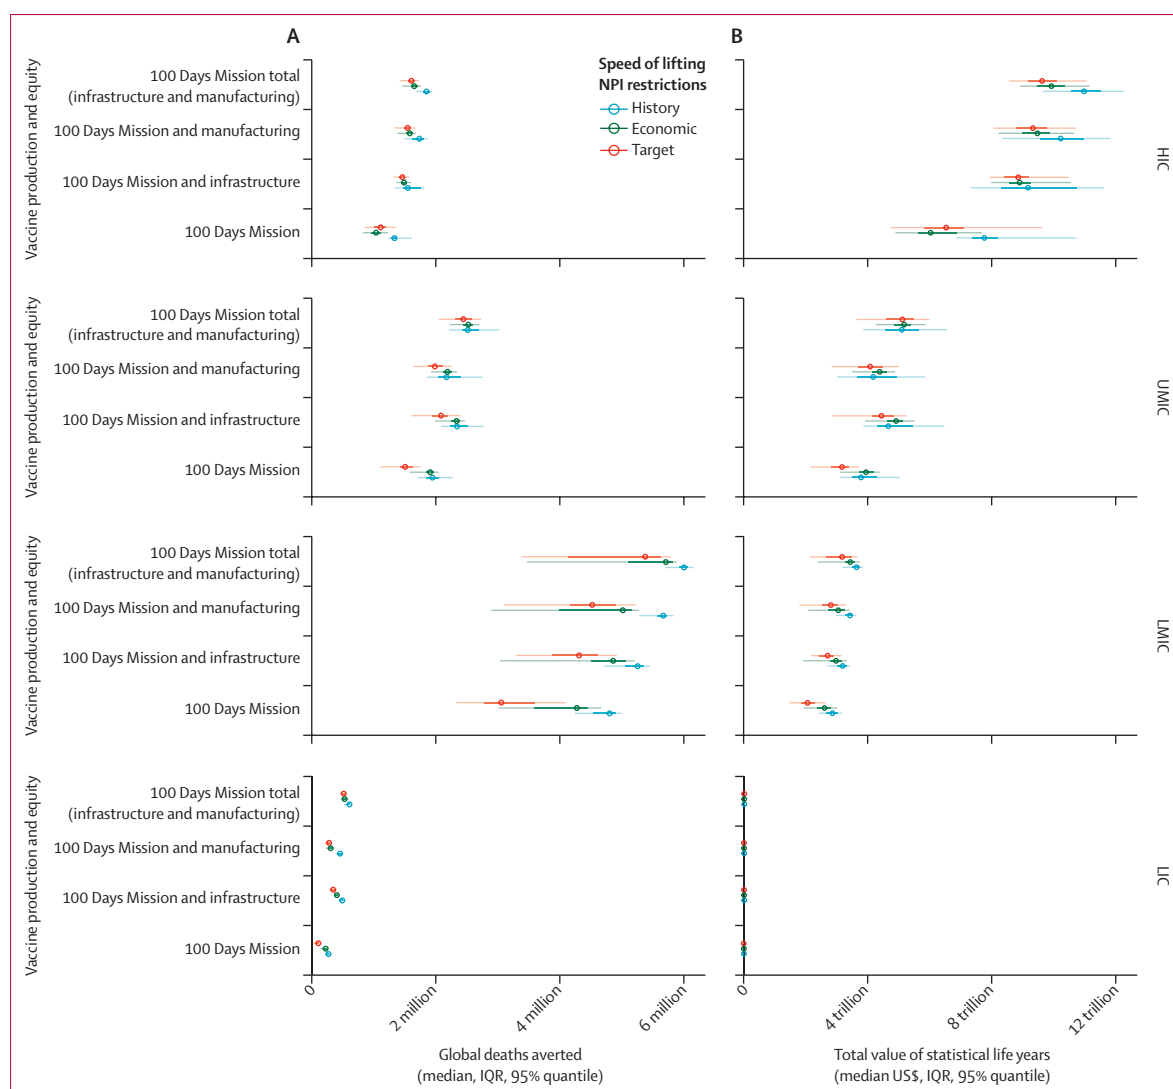 A
B
Speed of lifting
NPI restrictions
History
Economic
Target
Vaccine production and equity
100 Days Mission total
(infrastructure and manufacturing)
100 Days Mission and manufacturing
100 Days Mission and infrastructure
100 Days Mission
HIC
Vaccine production and equity
100 Days Mission total
(infrastructure and manufacturing)
100 Days Mission and manufacturing
100 Days Mission and infrastructure
100 Days Mission
UMIC
Vaccine production and equity
100 Days Mission total
(infrastructure and manufacturing)
100 Days Mission and manufacturing
100 Days Mission and infrastructure
100 Days Mission
LMIC
Vaccine production and equity
100 Days Mission total
(infrastructure and manufacturing)
100 Days Mission and manufacturing
100 Days Mission and infrastructure
100 Days Mission
LIC
0
2 million
4 million
6 million
0
4 trillion
8 trillion
12 trillion
Global deaths averted
(median, IQR, 95% quantile)
Total value of statistical life years
(median US$, IQR, 95% quantile)